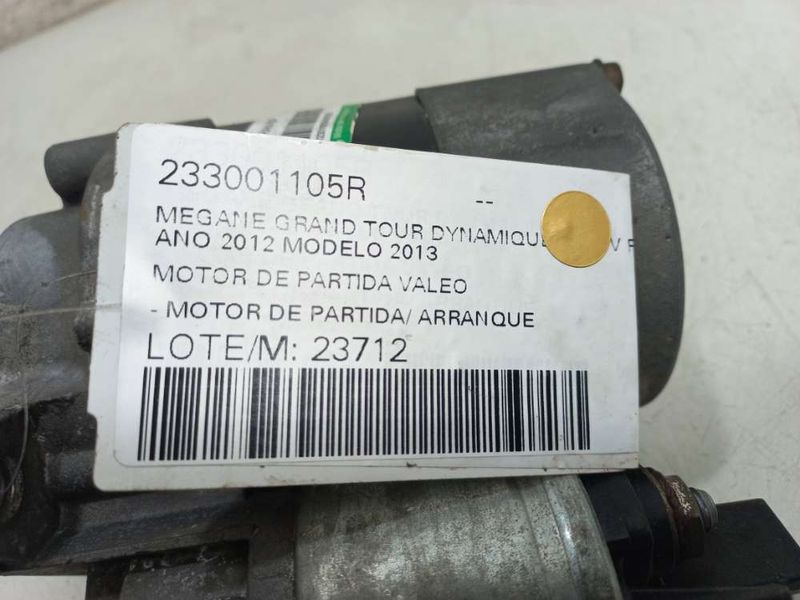 233001105R --
MEGANE GRAND TOUR DYNAMIQUE
ANO 2012 MODELO 2013
MOTOR DE PARTIDA VALEO
- MOTOR DE PARTIDA/ ARRANQUE
LOTE/M: 23712